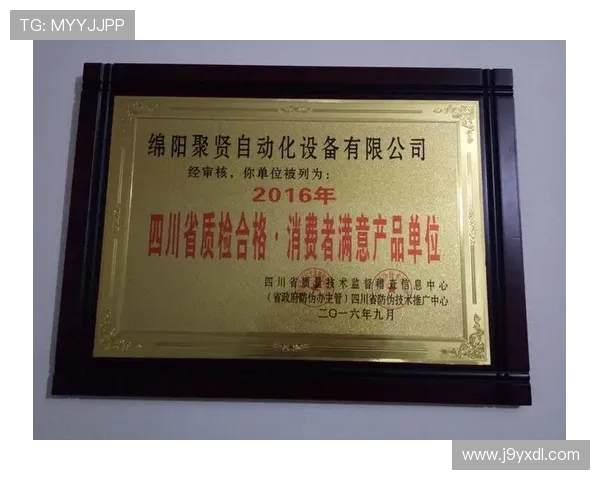 TG: MYYJJPP
绵阳聚贤自动化设备有限公司
经审核，你单位被列为：
2016年
四川省质检合格·消费者满意产品单位
四川省质量技术监督稽查信息中心
（省政府防伪办主管）四川省防伪技术推广中心
二〇一六年九月
www.j9yxdl.com